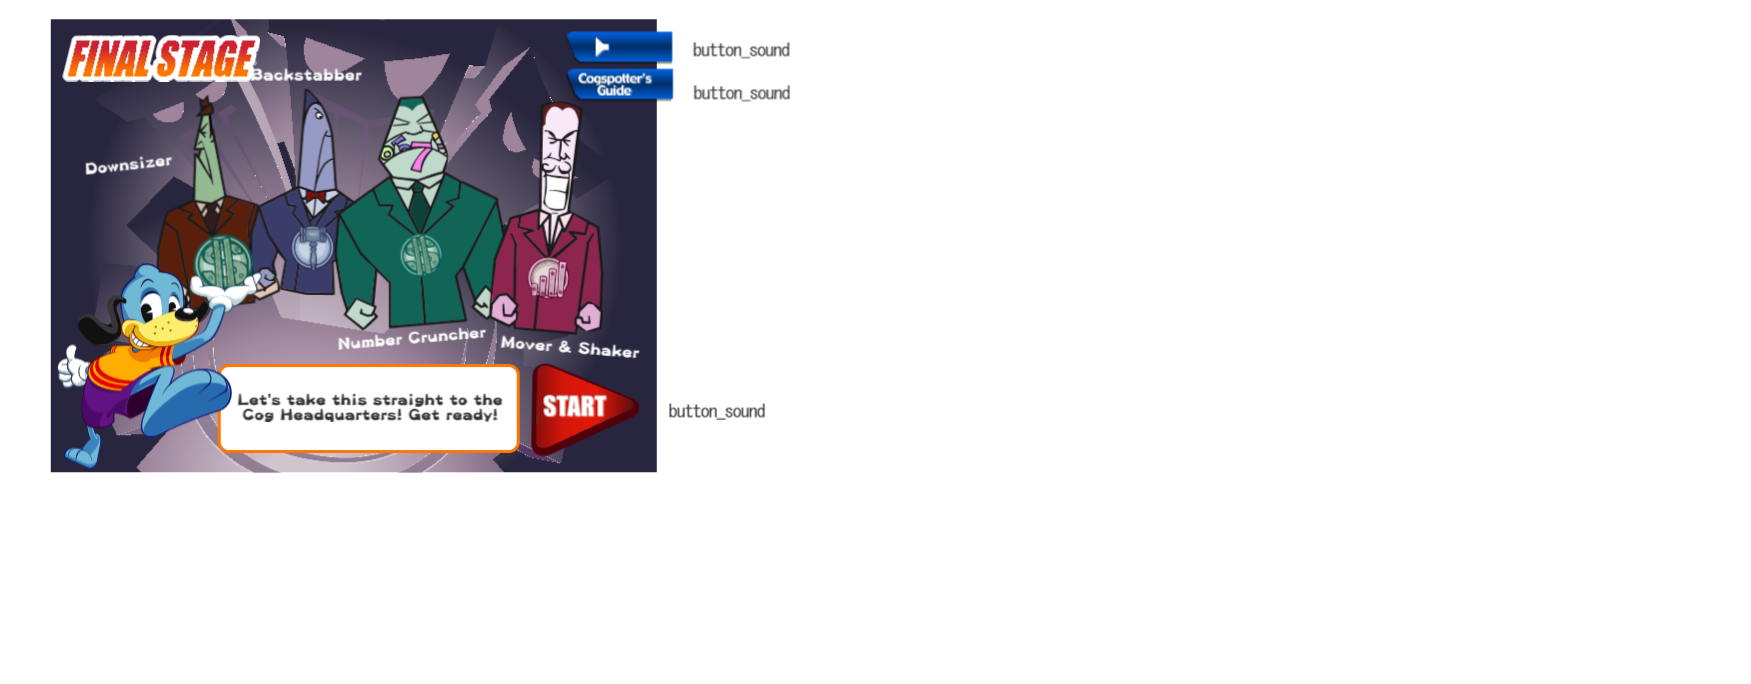 FINAL STAGE
button_sound
Backstabber
Cogspotter's
Guide
button_sound
Downsizer
Number Cruncher
Mover & Shaker
Let's take this straight to the
Cog Headquarters! Get ready!
START
button_sound